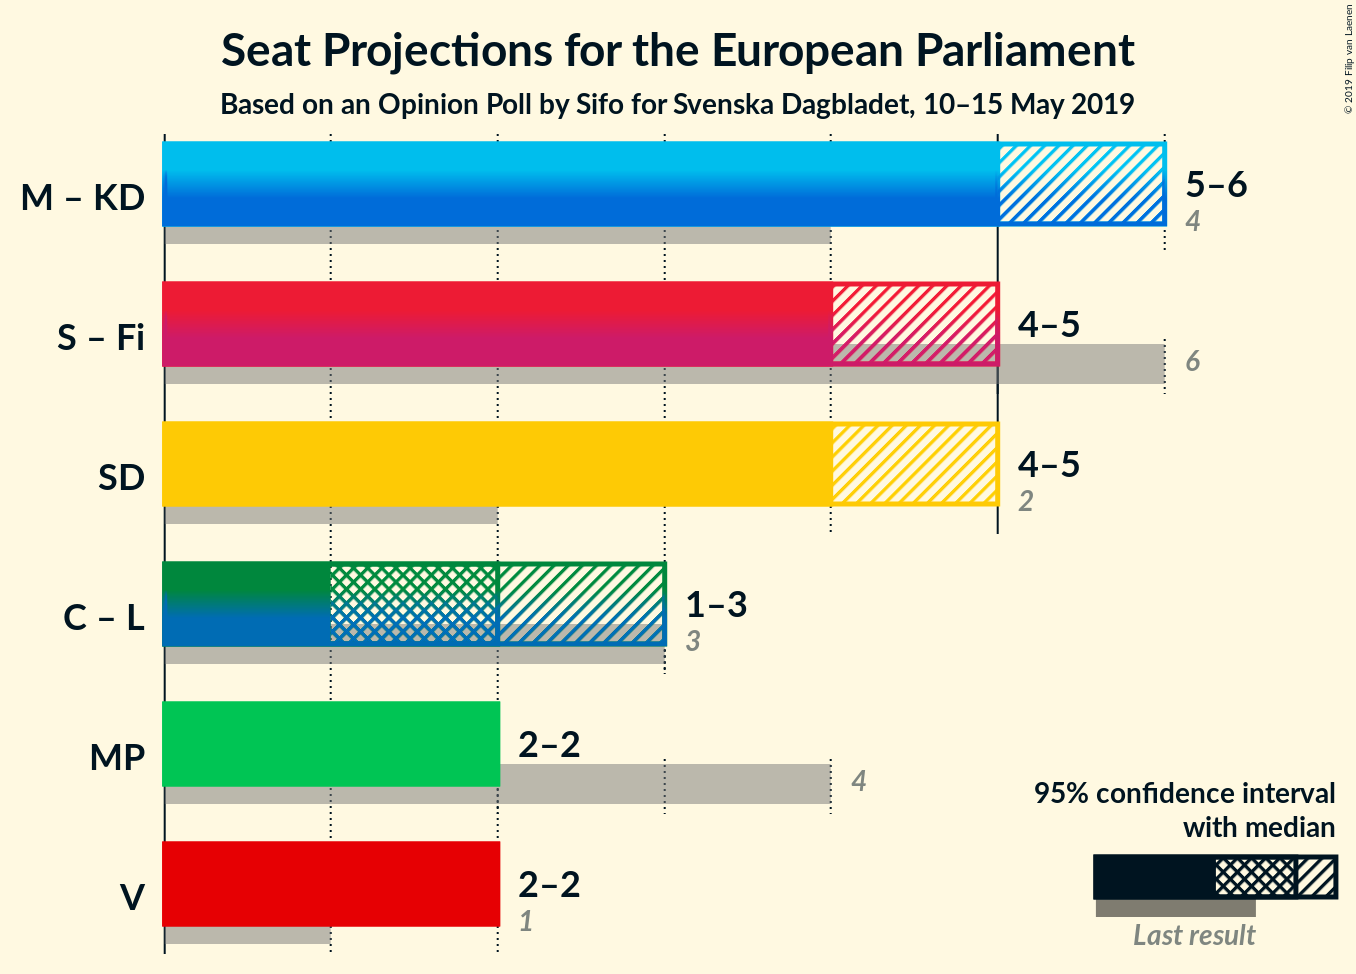 Seat Projections for the European Parliament
Based on an Opinion Poll by Sifo for Svenska Dagbladet, 10–15 May 2019
© 2019 Filip van Laenen
M – KD
5–6
4
S – Fi
4–5
6
SD
4–5
2
C – L
1–3
3
MP
2–2
4
V
2–2
1
95% confidence interval
with median
Last result